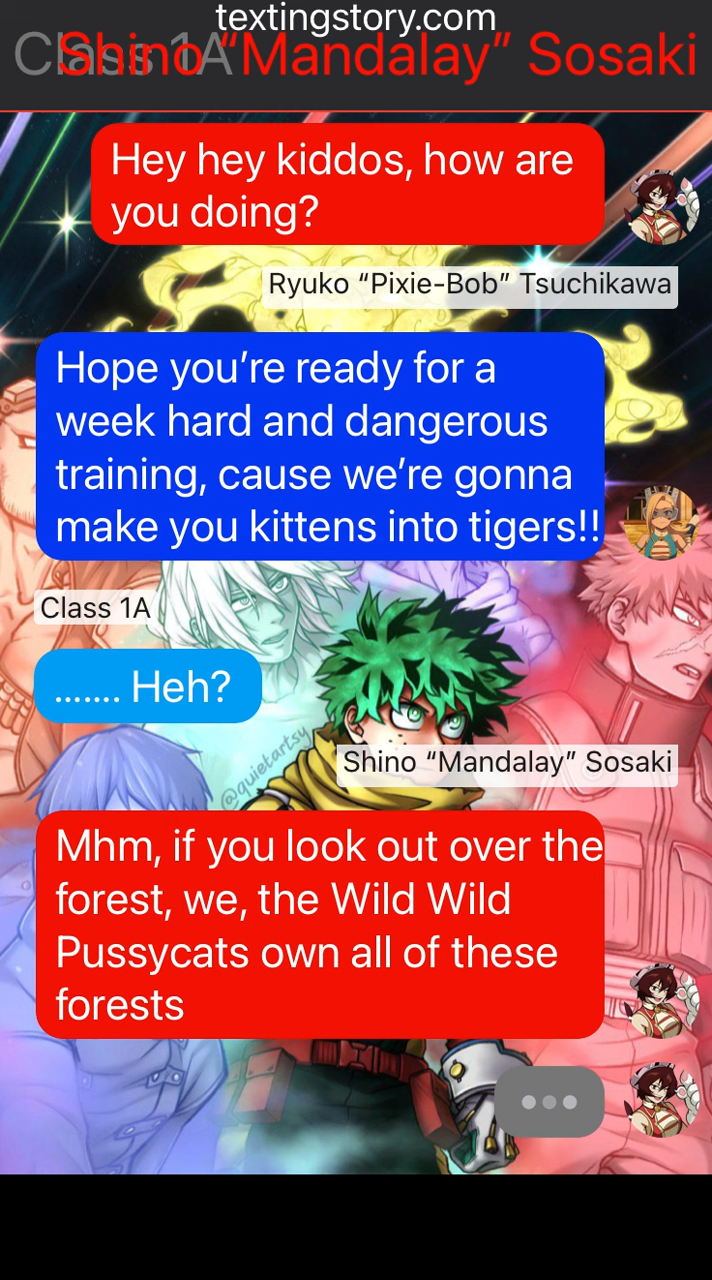 textingstory.com
Class 1A
Shino “Mandalay” Sosaki
Hey hey kiddos, how are
you doing?
Ryuko “Pixie-Bob” Tsuchikawa
Hope you’re ready for a
week hard and dangerous
training, cause we’re gonna
make you kittens into tigers!!
Class 1A
....... Heh?
@quietartsy
Shino “Mandalay” Sosaki
Mhm, if you look out over the
forest, we, the Wild Wild
Pussycats own all of these
forests